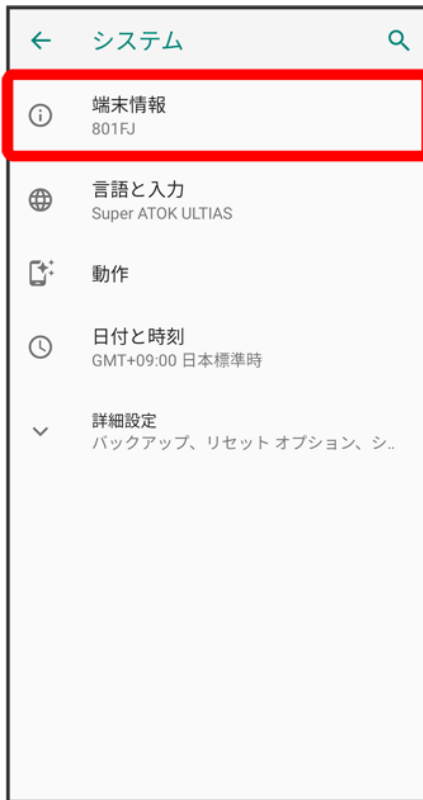 システム
端末情報
801FJ
言語と入力
Super ATOK ULTIAS
動作
日付と時刻
GMT+09:00 日本標準時
詳細設定
バックアップ、リセット オプション、シ..